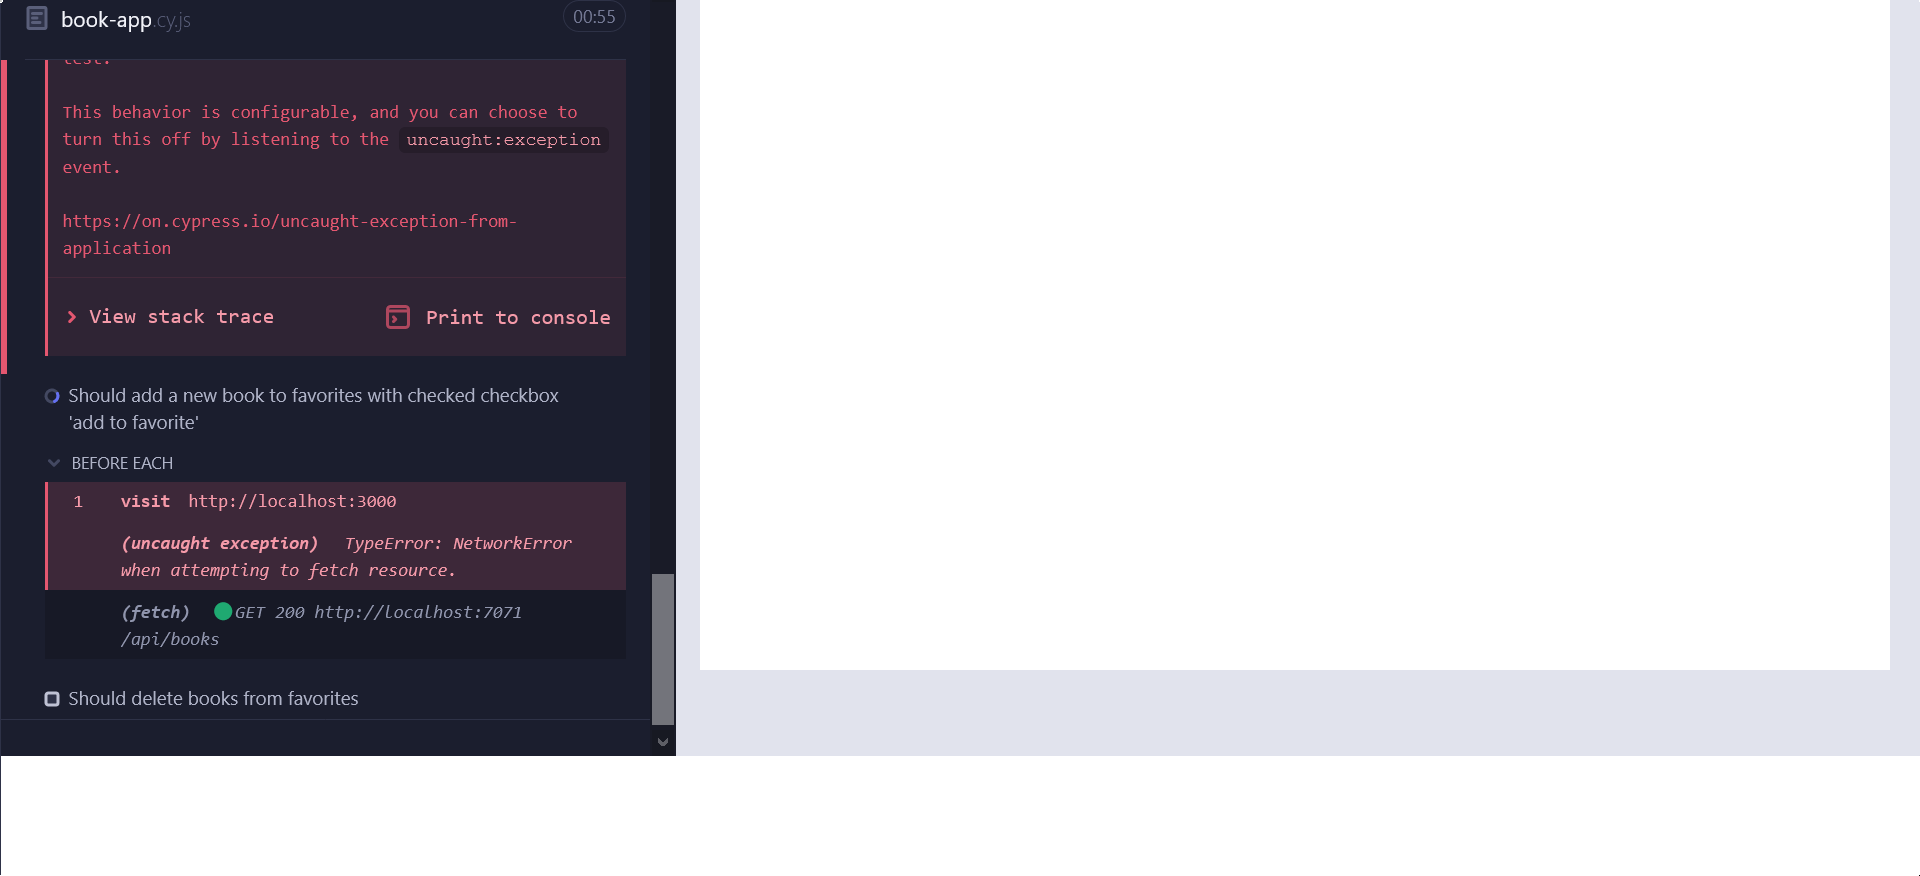 book-app.cy.js 00:55
test.
This behavior is configurable, and you can choose to
turn this off by listening to the uncaught:exception
event.
https://on.cypress.io/uncaught-exception-from-
application
View stack trace Print to console
Should add a new book to favorites with checked checkbox
'add to favorite'
BEFORE EACH
1 visit http://localhost:3000
(uncaught exception) TypeError: NetworkError
when attempting to fetch resource.
(fetch) GET 200 http://localhost:7071
/api/books
Should delete books from favorites